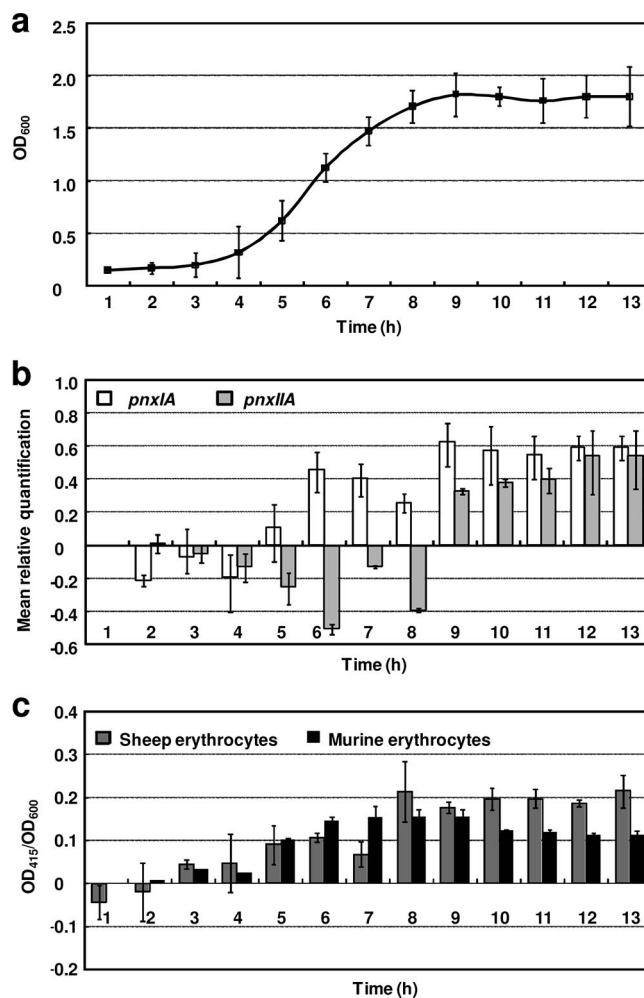 a
2.5
2.0
1.5
1.0
0.5
0
OD600
1 2 3 4 5 6 7 8 9 10 11 12 13
Time (h)
b
1.0
0.8
0.6
0.4
0.2
0
-0.2
-0.4
-0.6
Mean relative quantification
pnxIA pnxIIA
1 2 3 4 5 6 7 8 9 10 11 12 13
Time (h)
c
0.4
0.3
0.2
0.1
0
-0.1
-0.2
OD415/OD600
Sheep erythrocytes Murine erythrocytes
1 2 3 4 5 6 7 8 9 10 11 12 13
Time (h)